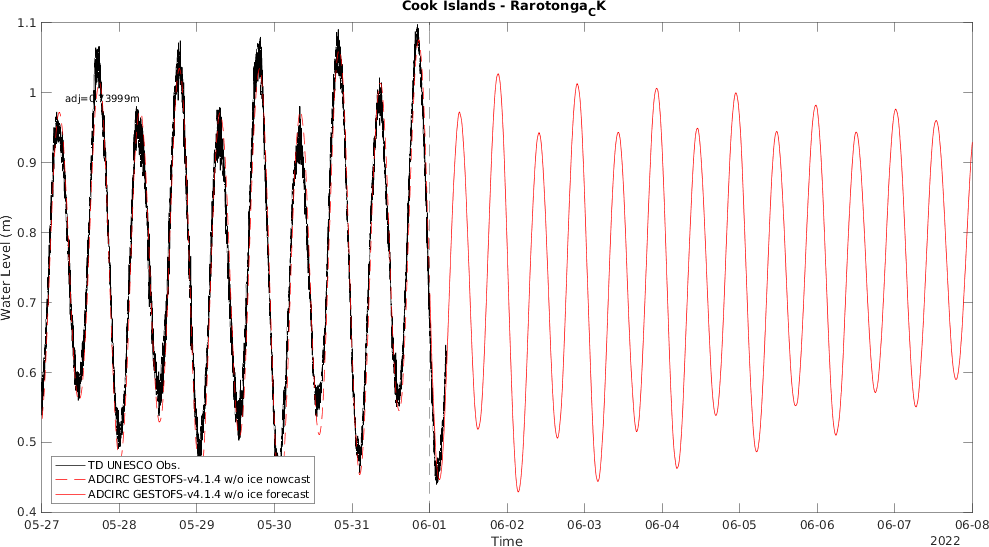 Cook Islands - Rarotonga_CK
1.1
1
0.9
0.8
0.7
0.6
0.5
0.4
Water Level (m)
adj=0.73999m
TD UNESCO Obs.
ADCIRC GESTOFS-v4.1.4 w/o ice nowcast
ADCIRC GESTOFS-v4.1.4 w/o ice forecast
05-27 05-28 05-29 05-30 05-31 06-01 06-02 06-03 06-04 06-05 06-06 06-07 06-08
Time
2022